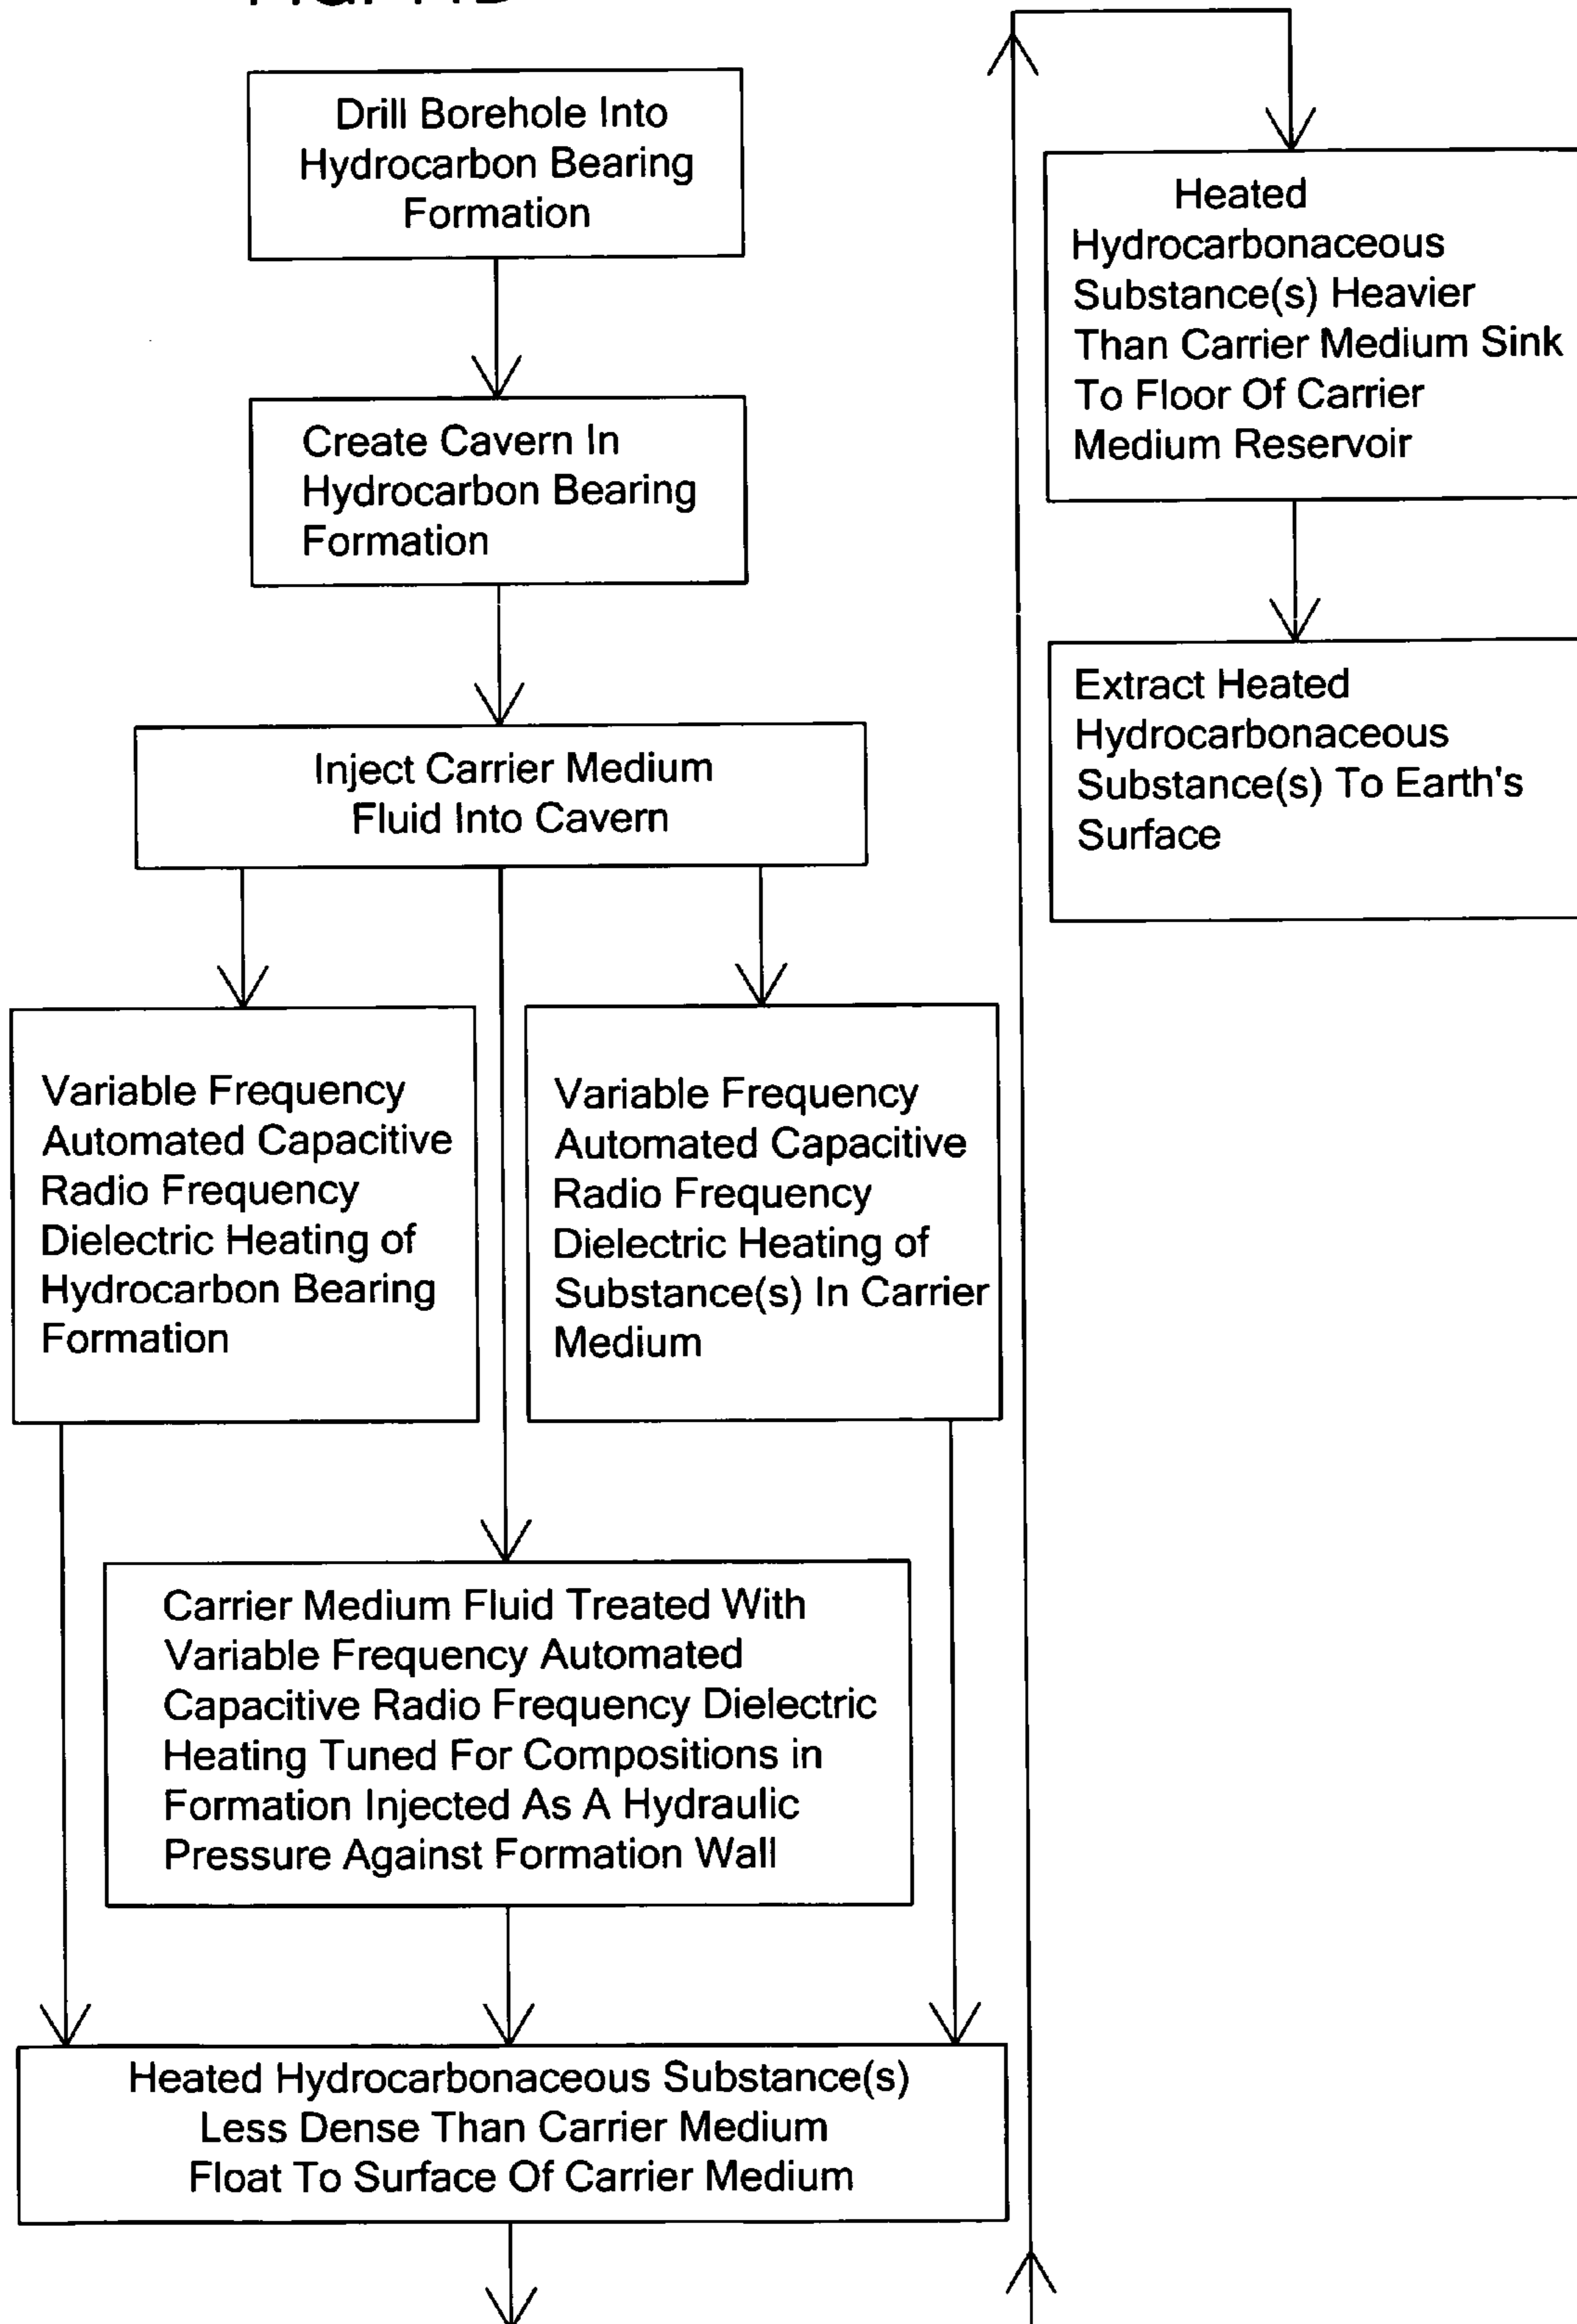 Drill Borehole Into
Hydrocarbon Bearing
Formation
Create Cavern In
Hydrocarbon Bearing
Formation
Inject Carrier Medium
Fluid Into Cavern
Variable Frequency
Automated Capacitive
Radio Frequency
Dielectric Heating of
Hydrocarbon Bearing
Formation
Variable Frequency
Automated Capacitive
Radio Frequency
Dielectric Heating of
Substance(s) In Carrier
Medium
Carrier Medium Fluid Treated With
Variable Frequency Automated
Capacitive Radio Frequency Dielectric
Heating Tuned For Compositions in
Formation Injected As A Hydraulic
Pressure Against Formation Wall
Heated Hydrocarbonaceous Substance(s)
Less Dense Than Carrier Medium
Float To Surface Of Carrier Medium
Heated
Hydrocarbonaceous
Substance(s) Heavier
Than Carrier Medium Sink
To Floor Of Carrier
Medium Reservoir
Extract Heated
Hydrocarbonaceous
Substance(s) To Earth's
Surface